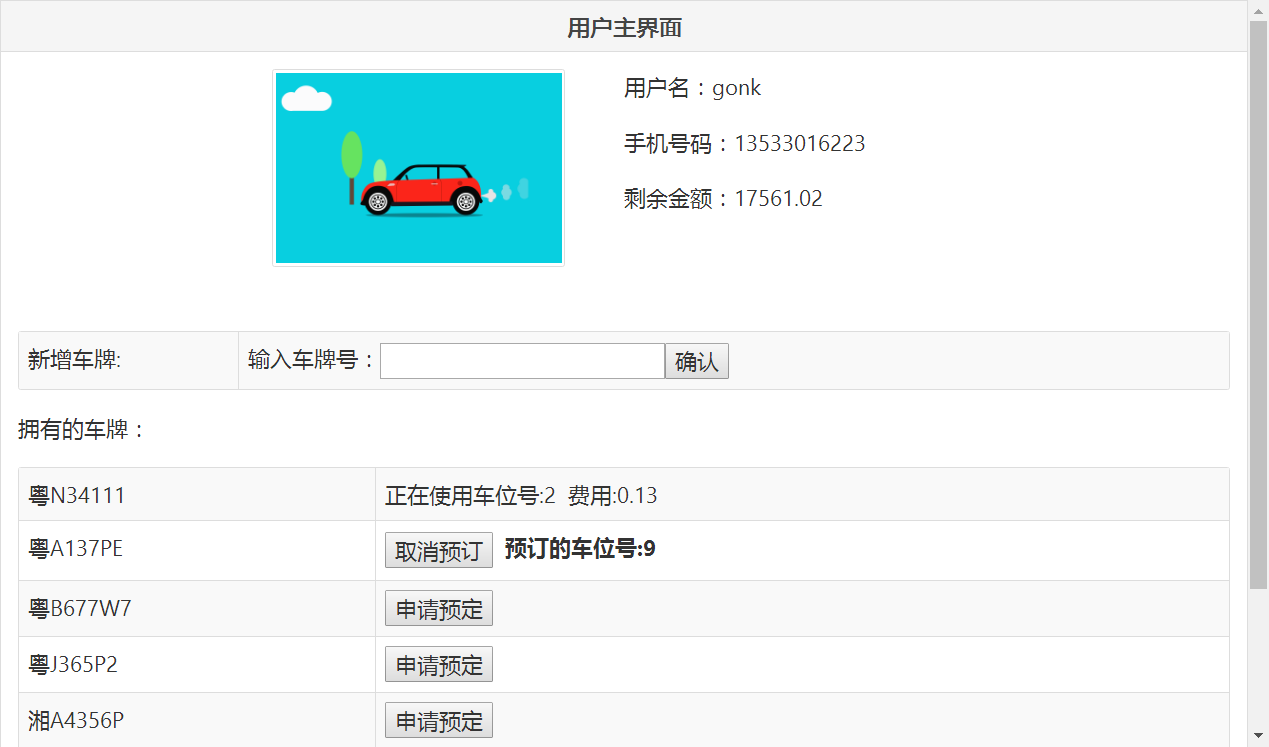 用户主界面
用户名：gonk
手机号码：13533016223
剩余金额：17561.02
新增车牌: 输入车牌号： 确认
拥有的车牌：
粤N34111 正在使用车位号:2 费用:0.13
粤A137PE 取消预订 预订的车位号:9
粤B677W7 申请预定
粤J365P2 申请预定
湘A4356P 申请预定